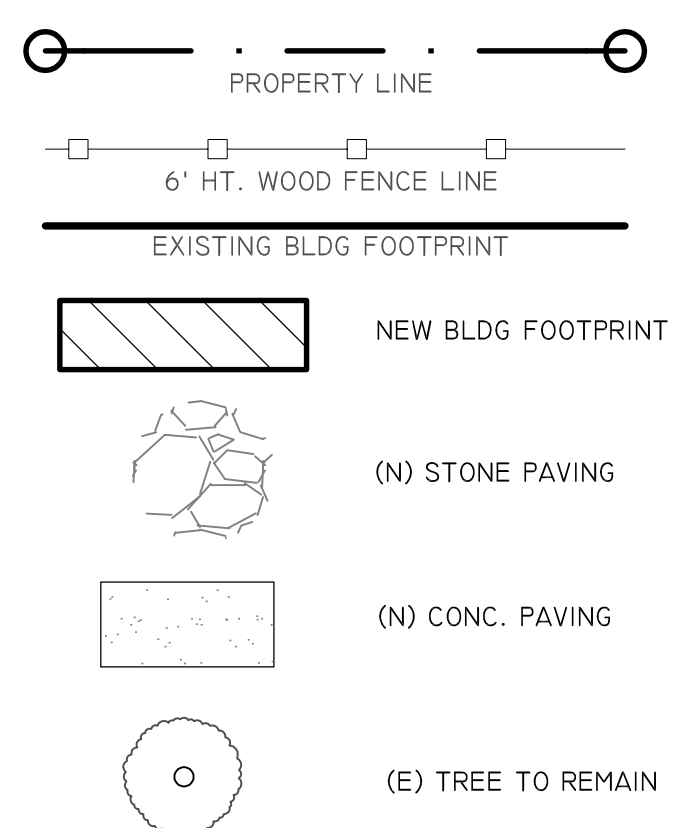 PROPERTY LINE
6' HT. WOOD FENCE LINE
EXISTING BLDG FOOTPRINT
NEW BLDG FOOTPRINT
(N) STONE PAVING
(N) CONC. PAVING
(E) TREE TO REMAIN